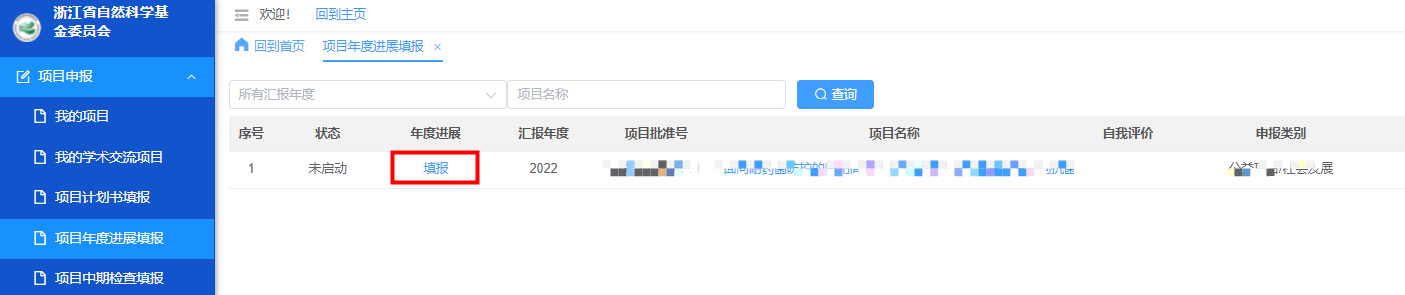 浙江省自然科学基
金委员会
欢迎! 回到主页
回到首页 项目年度进展填报 ×
项目申报
所有汇报年度 项目名称 查询
我的项目
序号 状态 年度进展 汇报年度 项目批准号 项目名称 自我评价 申报类别
我的学术交流项目
1 未启动 填报 2022
项目计划书填报
项目年度进展填报
项目中期检查填报